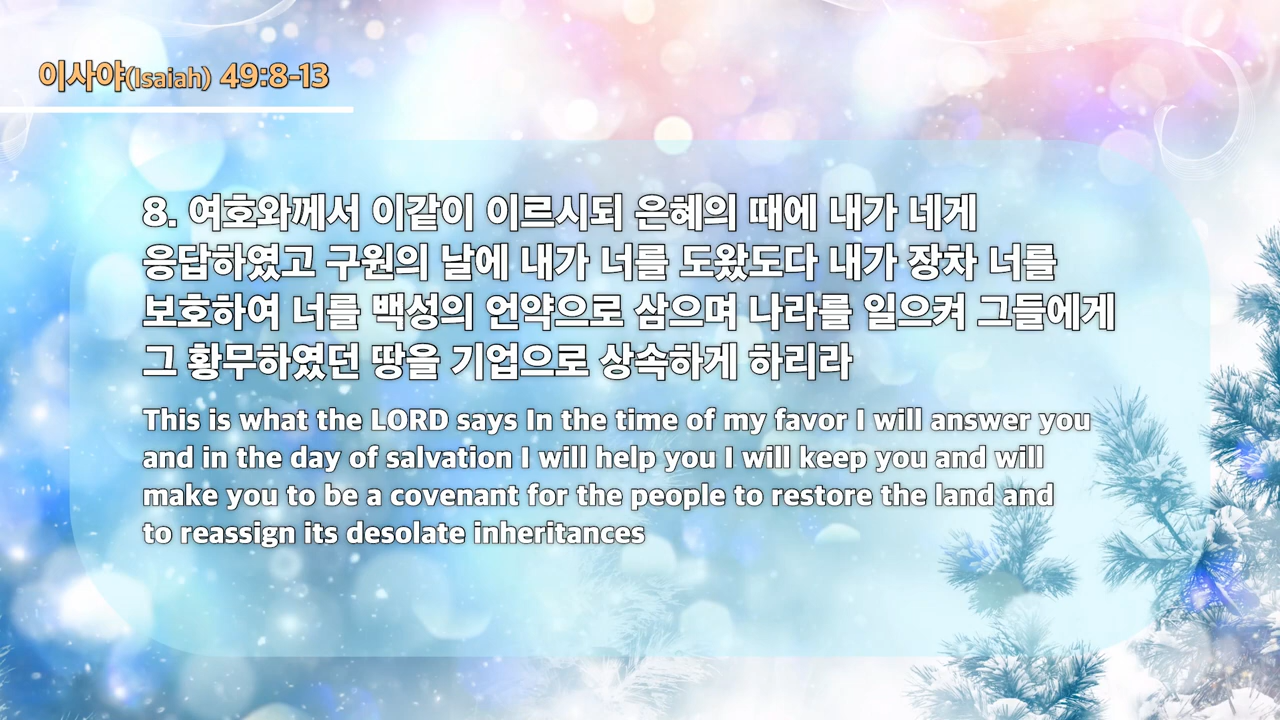 이사야(Isaiah) 49:8-13
8. 여호와께서 이같이 이르시되 은혜의 때에 내가 네게
응답하였고 구원의 날에 내가 너를 도왔도다 내가 장차 너를
보호하여 너를 백성의 언약으로 삼으며 나라를 일으켜 그들에게
그 황무하였던 땅을 기업으로 상속하게 하리라
This is what the LORD says In the time of my favor I will answer you
and in the day of salvation I will help you I will keep you and will
make you to be a covenant for the people to restore the land and
to reassign its desolate inheritances